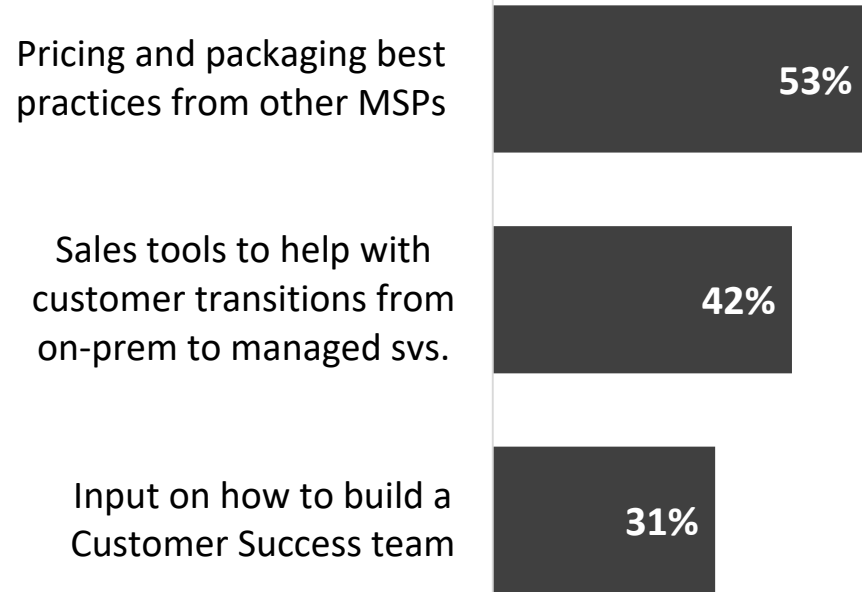 Pricing and packaging best
practices from other MSPs
53%
Sales tools to help with
customer transitions from
on-prem to managed svs.
42%
Input on how to build a
Customer Success team
31%